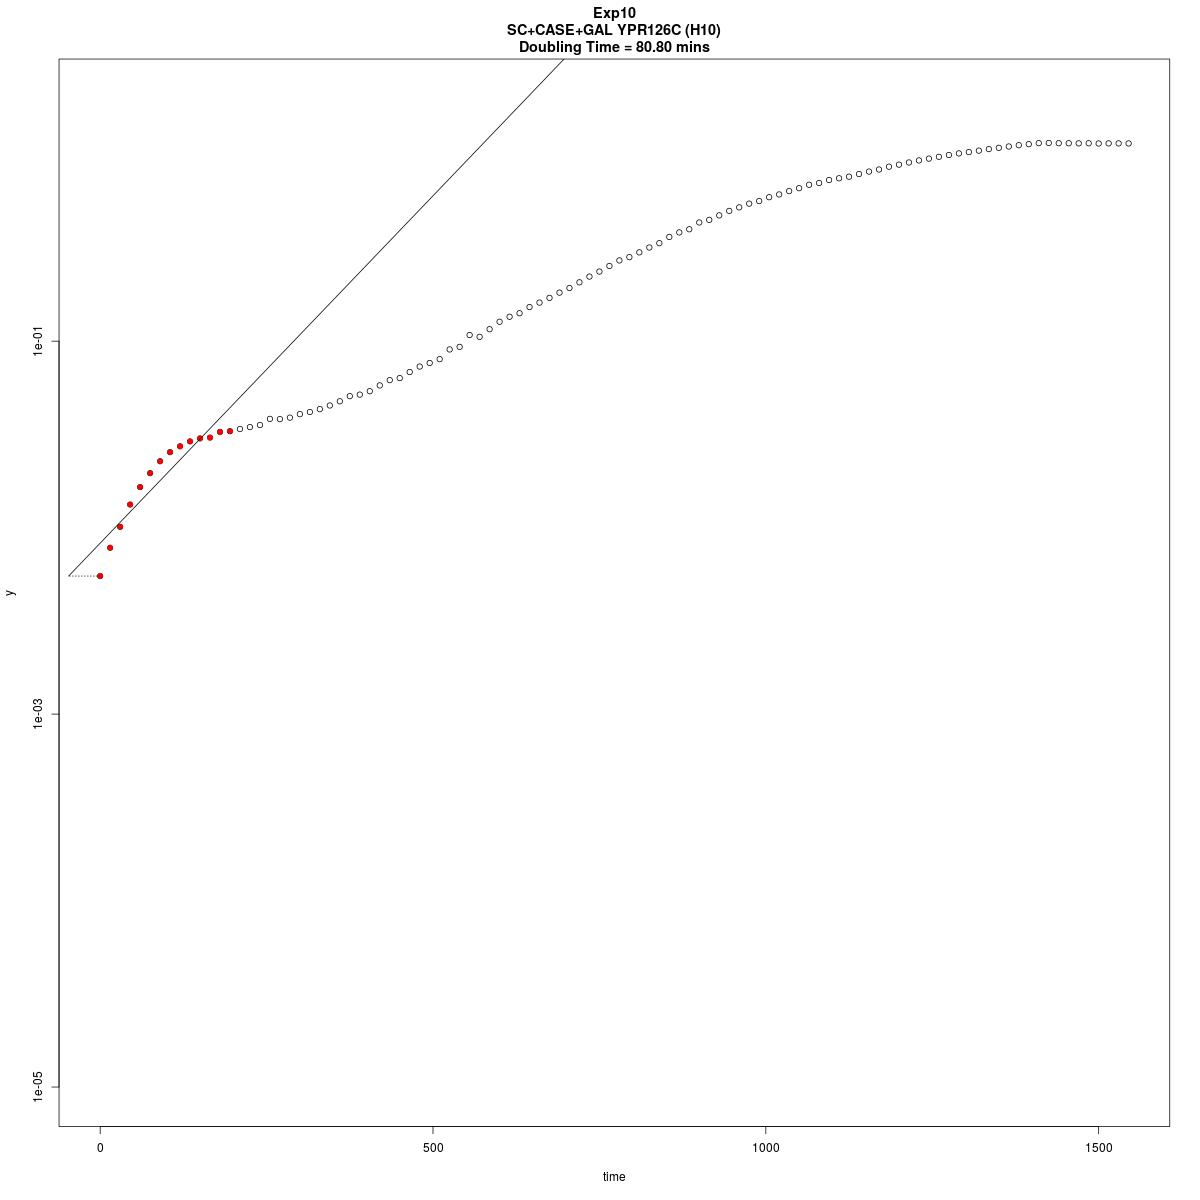 Exp10
SC+CASE+GAL YPR126C (H10)
Doubling Time = 80.80 mins
1e-01
y
1e-03
1e-05
0 500 1000 1500
time